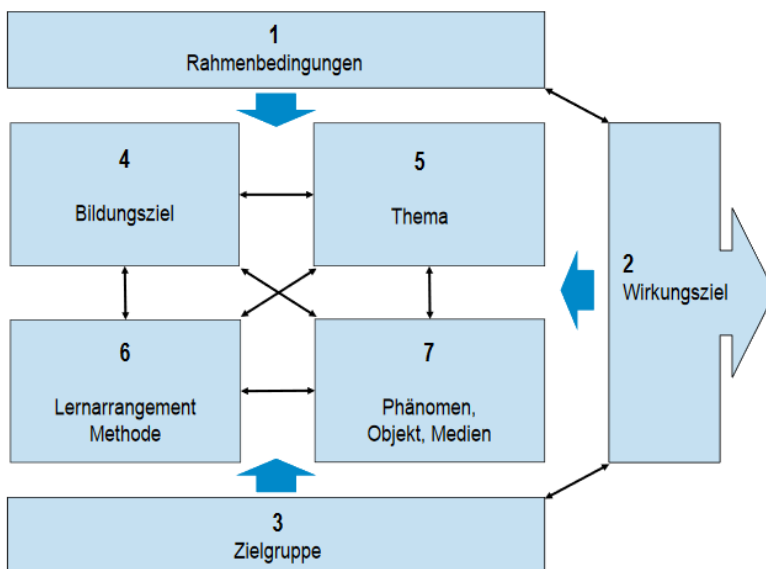 1
Rahmenbedingungen
4
Bildungsziel
5
Thema
2
Wirkungsziel
6
Lernarrangement
Methode
7
Phänomen,
Objekt, Medien
3
Zielgruppe